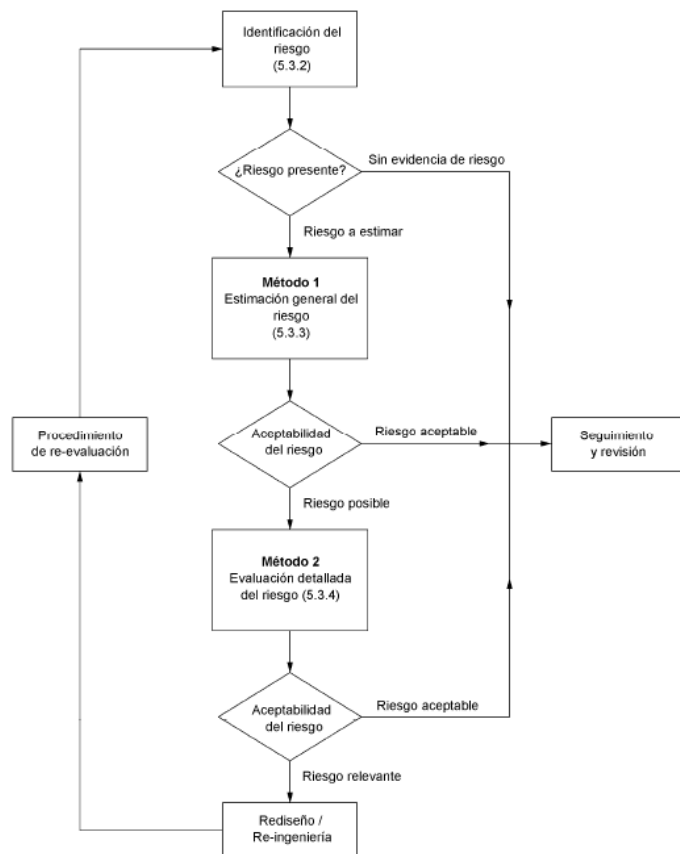 Identificación del
riesgo
(5.3.2)
¿Riesgo presente?
Sin evidencia de riesgo
Riesgo a estimar
Método 1
Estimación general del
riesgo
(5.3.3)
Procedimiento
de re-evaluación
Aceptabilidad
del riesgo
Riesgo aceptable
Seguimiento
y revisión
Riesgo posible
Método 2
Evaluación detallada
del riesgo (5.3.4)
Aceptabilidad
del riesgo
Riesgo aceptable
Riesgo relevante
Rediseño /
Re-ingeniería